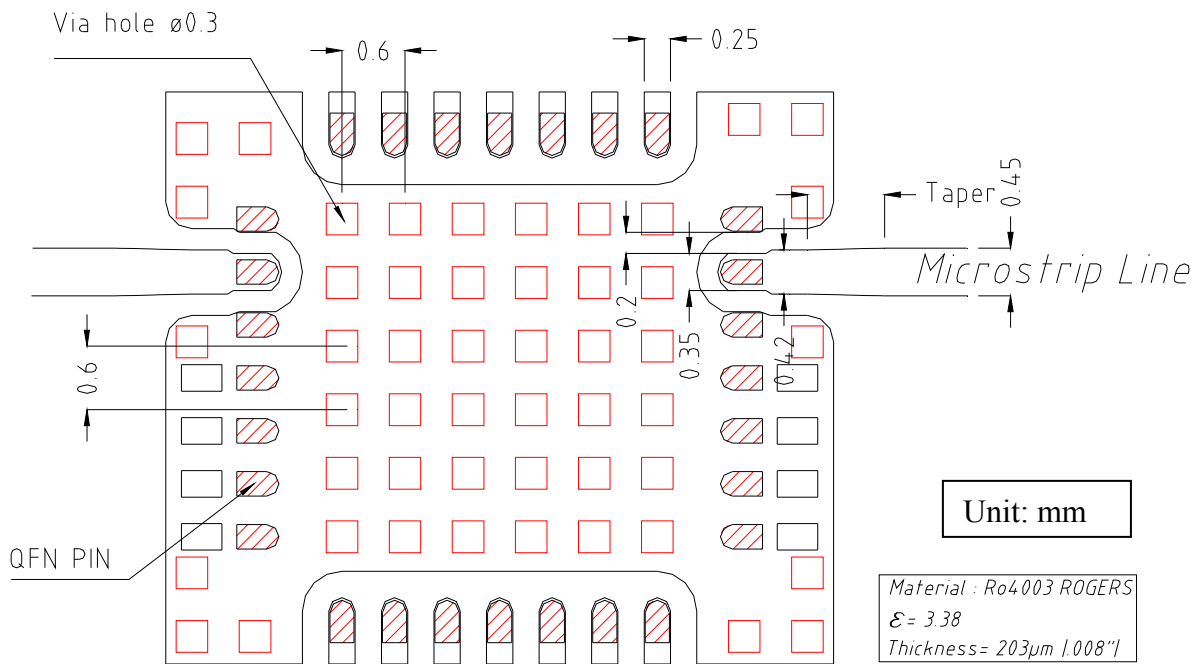 Via hole ø0.3
0.6
0.25
Taper
0.45
Microstrip Line
0.2
0.35
0.42
0.6
QFN PIN
Unit: mm
Material : Ro4003 ROGERS
Ɛ= 3.38
Thickness= 203µm |.008"|